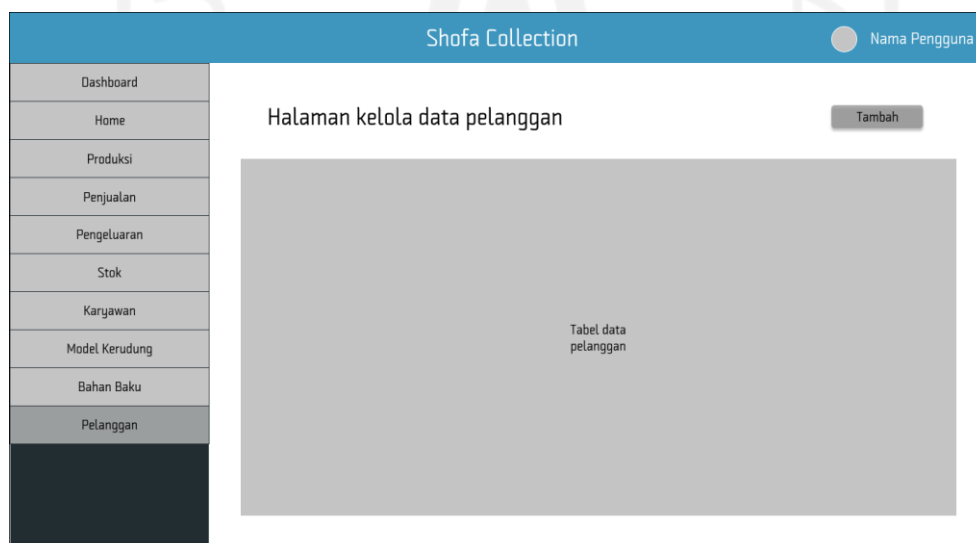 Shofa Collection
Nama Pengguna
Dashboard
Home
Produksi
Penjualan
Pengeluaran
Stok
Karyawan
Model Kerudung
Bahan Baku
Pelanggan
Halaman kelola data pelanggan
Tambah
Tabel data
pelanggan